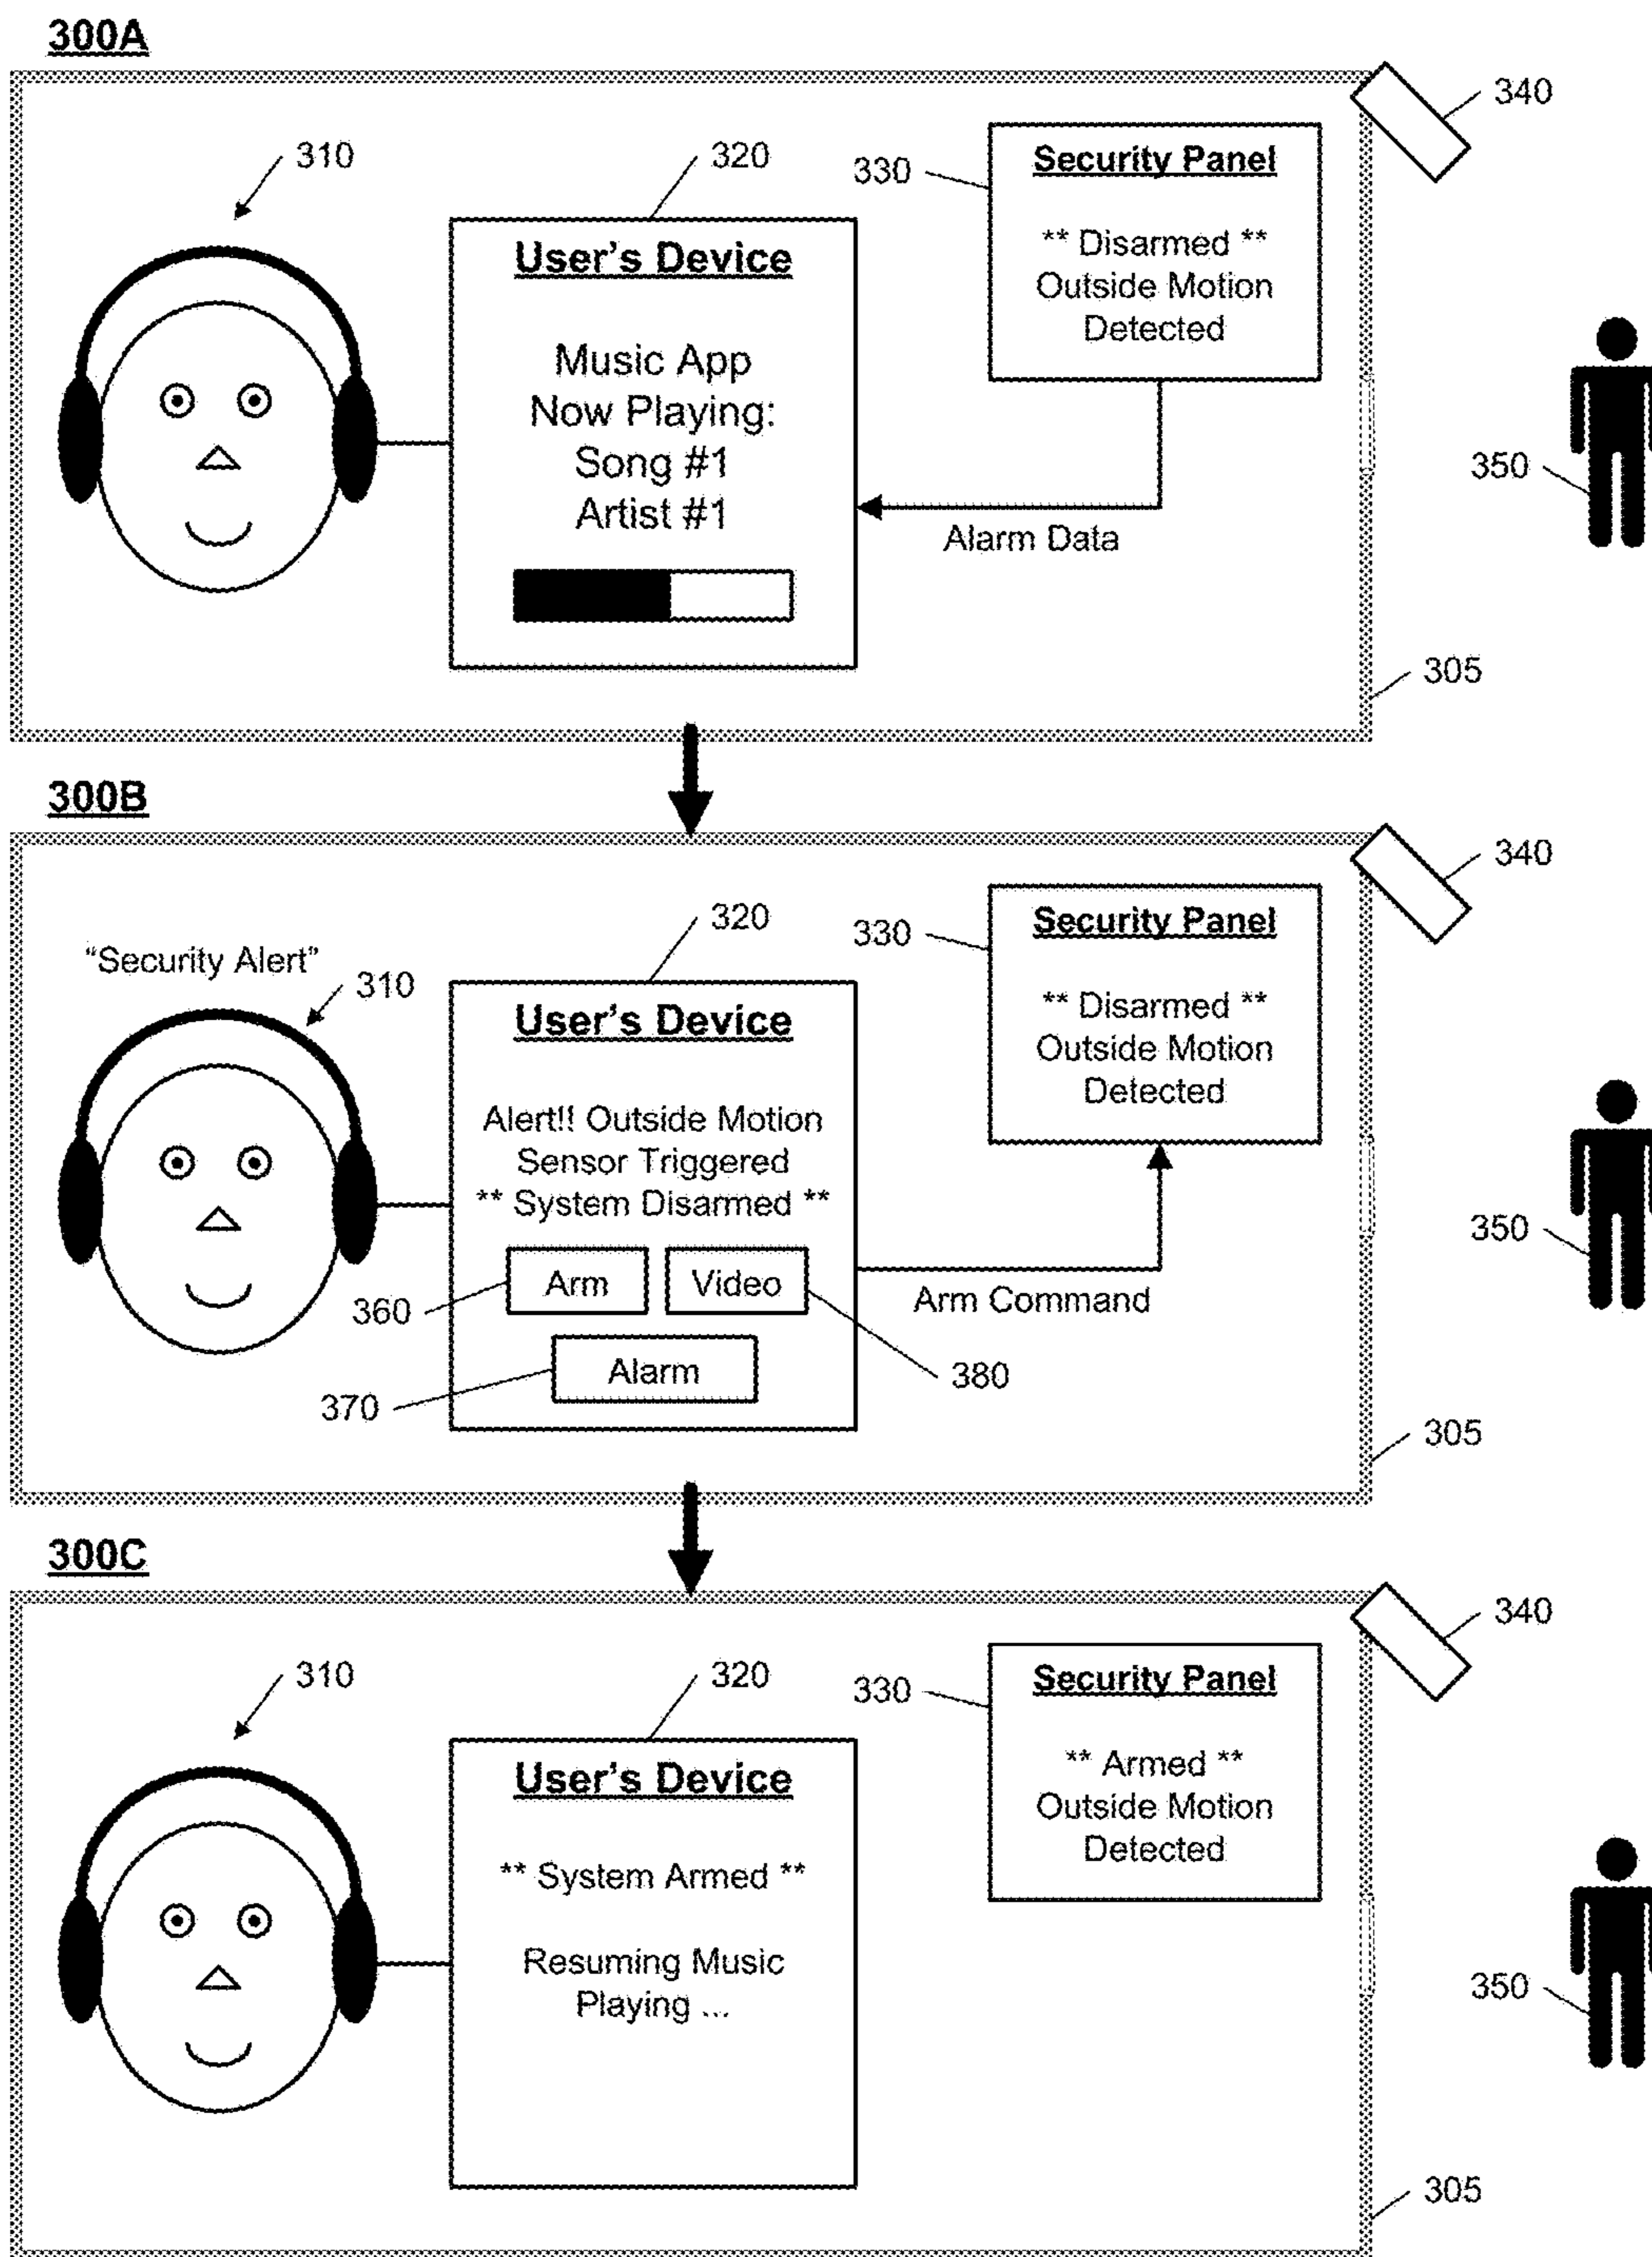 300A
340
310
320
330
Security Panel
** Disarmed **
Outside Motion
Detected
User's Device
Music App
Now Playing:
Song #1
Artist #1
350
Alarm Data
305
300B
340
320
330
Security Panel
"Security Alert"
310
** Disarmed **
Outside Motion
Detected
User's Device
Alert!! Outside Motion
Sensor Triggered
** System Disarmed **
350
360
Arm
Video
Arm Command
370
Alarm
380
305
300C
340
310
320
330
Security Panel
** Armed **
Outside Motion
Detected
User's Device
** System Armed **
Resuming Music
Playing ...
350
305